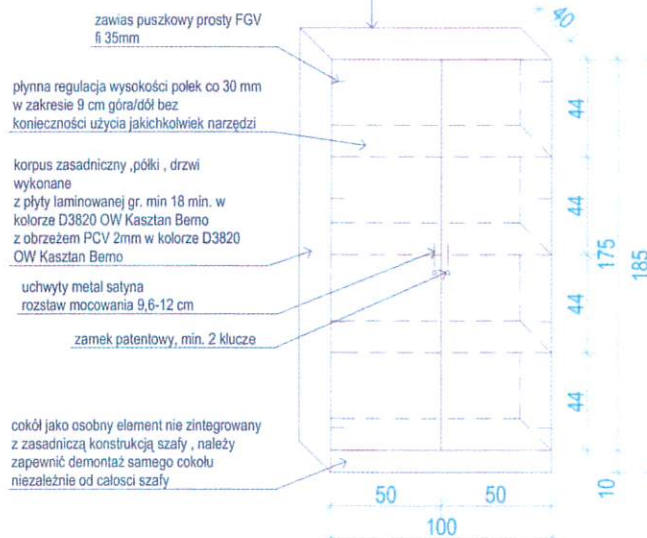 zawias puszkowy prosty FGV
fi 35mm
płynna regulacja wysokości połek co 30 mm
w zakresie 9 cm góra/dół bez
konieczności użycia jakichkolwiek narzędzi
korpus zasadniczy ,półki , drzwi
wykonane
z płyty laminowanej gr. min 18 min. w
kolorze D3820 OW Kasztan Berno
z obrzeżem PCV 2mm w kolorze D3820
OW Kasztan Berno
uchwyty metal satyna
rozstaw mocowania 9,6-12 cm
zamek patentowy, min. 2 klucze
cokół jako osobny element nie zintegrowany
z zasadniczą konstrukcją szafy , należy
zapewnić demontaż samego cokołu
niezależnie od calosci szafy
40
44
44
44
44
175
185
10
50
50
100